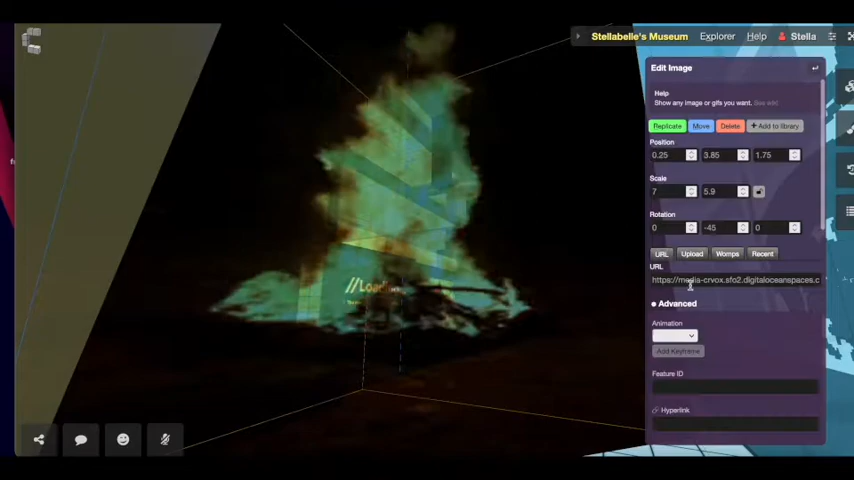 Stellabelle's Museum Explorer Help Stella
Edit Image
Help
Show any image or gifs you want.
Replicate Move Delete + Add to library
Position
0.25 3.85 1.75
Scale
7 5.9
Rotation
0 -45 0
URL Upload Womps Recent
URL
https://media-crvox.sfo2.digitaloceanspaces.c
Advanced
Animation
Add Keyframe
Feature ID
Hyperlink
//Loading